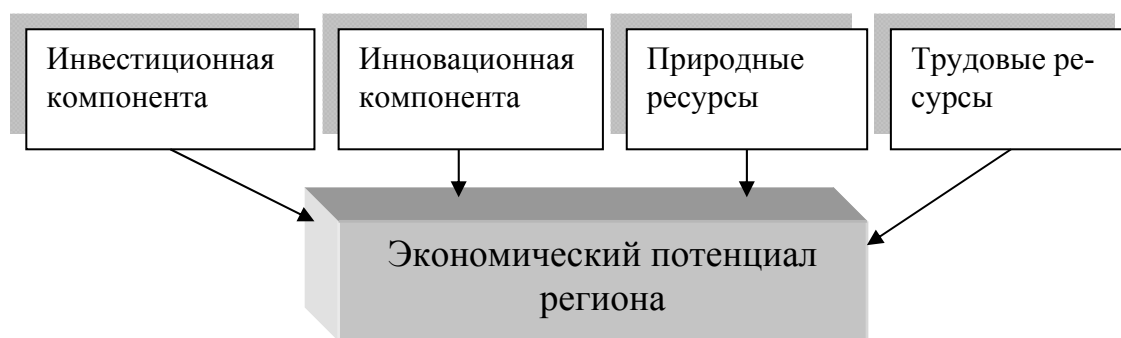 Инвестиционная
компонента
Инновационная
компонента
Природные
ресурсы
Трудовые ре-
сурсы
Экономический потенциал
региона